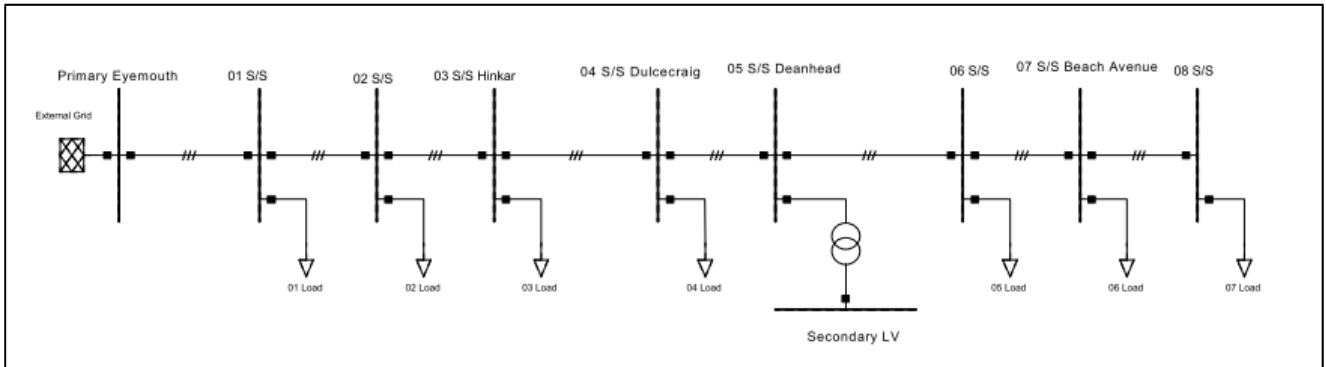 Primary Eyemouth
01 S/S
02 S/S
03 S/S Hinkar
04 S/S Dulcecraig
05 S/S Deanhead
06 S/S
07 S/S Beach Avenue
08 S/S
External Grid
01 Load
02 Load
03 Load
04 Load
05 Load
06 Load
07 Load
Secondary LV